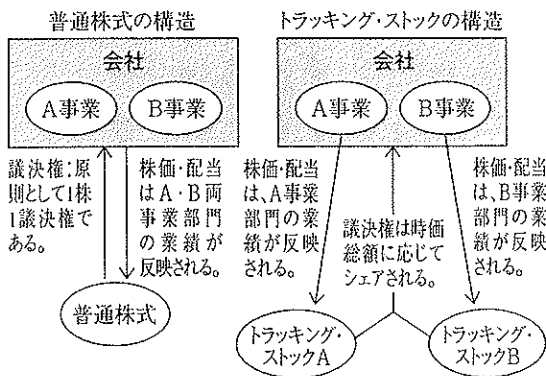 普通株式の構造
会社
A事業
B事業
議決権:原
則として1株
1議決権で
ある。
株価・配当
はA・B両
事業部門
の業績が
反映される。
普通株式
トラッキング・ストックの構造
会社
A事業
B事業
株価・配当
は、A事業
部門の業
績が反映
される。
議決権は時価
総額に応じて
シェアされる。
株価・配当
は、B事業
部門の業
績が反映
される。
トラッキング・
ストックA
トラッキング・
ストックB